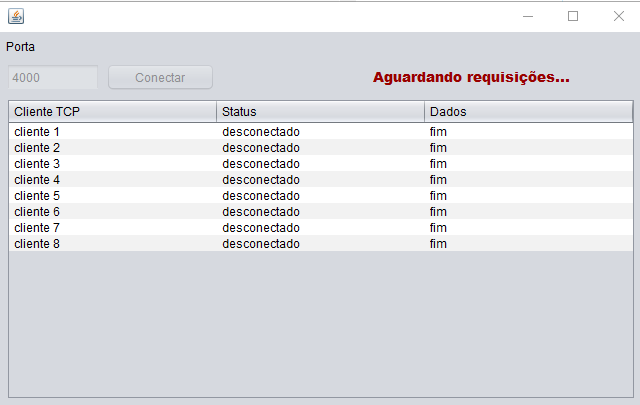 Porta
4000 Conectar Aguardando requisições...
Cliente TCP Status Dados
cliente 1 desconectado fim
cliente 2 desconectado fim
cliente 3 desconectado fim
cliente 4 desconectado fim
cliente 5 desconectado fim
cliente 6 desconectado fim
cliente 7 desconectado fim
cliente 8 desconectado fim